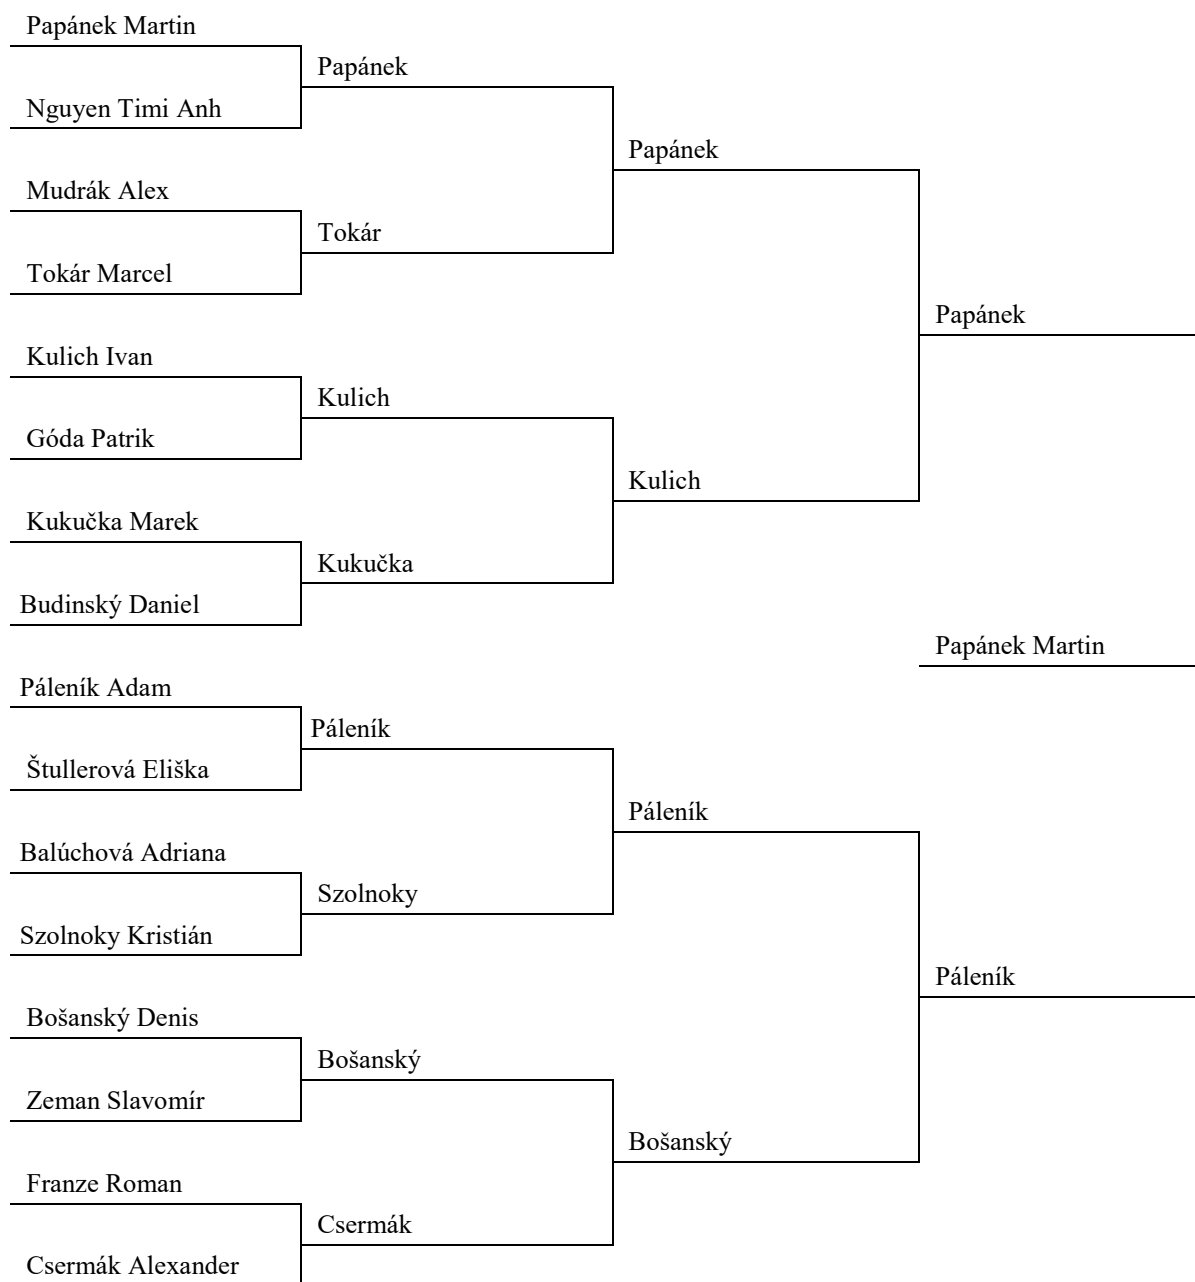 Papánek Martin
Papánek
Nguyen Timi Anh
Papánek
Mudrák Alex
Tokár
Tokár Marcel
Papánek
Kulich Ivan
Kulich
Góda Patrik
Kulich
Kukučka Marek
Kukučka
Budinský Daniel
Papánek Martin
Páleník Adam
Páleník
Štullerová Eliška
Páleník
Balúchová Adriana
Szolnoky
Szolnoky Kristián
Páleník
Bošanský Denis
Bošanský
Zeman Slavomír
Bošanský
Franze Roman
Csermák
Csermák Alexander